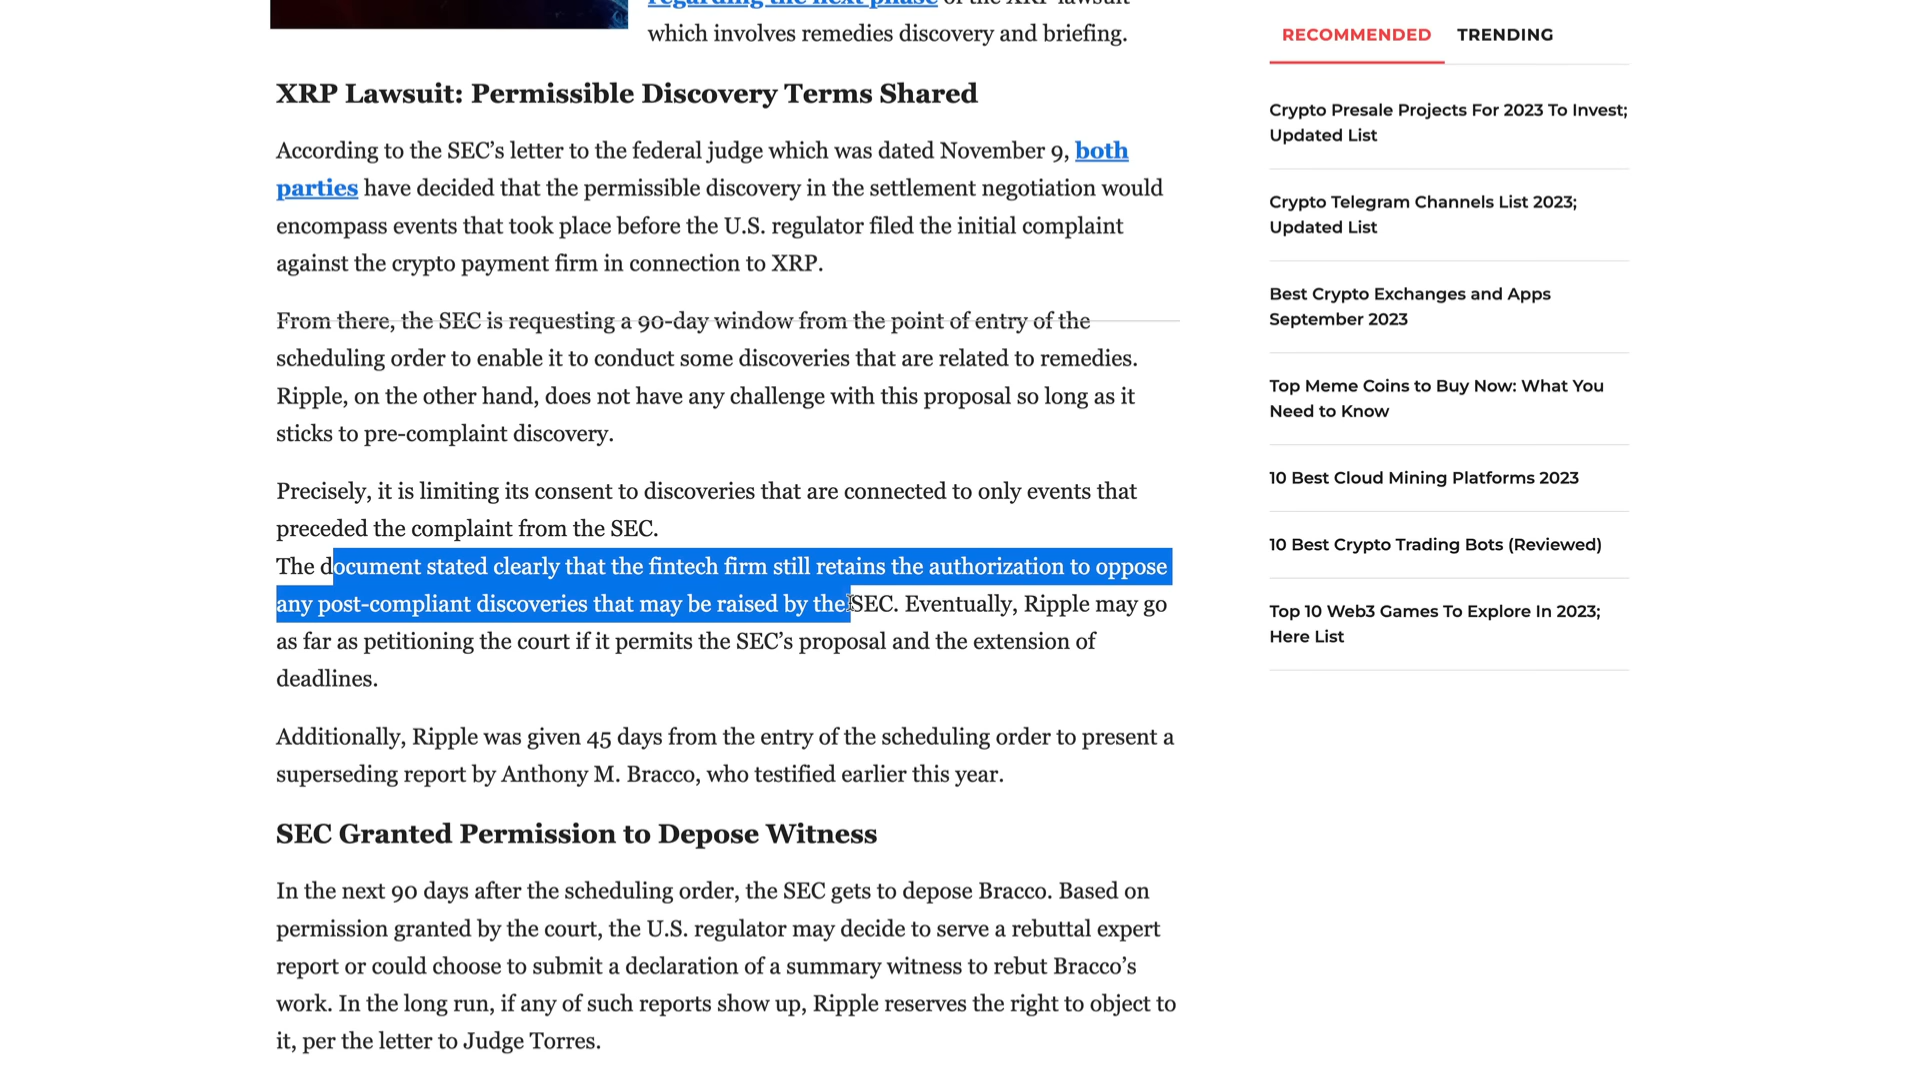 regarding the next phase of the XRP lawsuit
which involves remedies discovery and briefing.
XRP Lawsuit: Permissible Discovery Terms Shared
According to the SEC’s letter to the federal judge which was dated November 9, both
parties have decided that the permissible discovery in the settlement negotiation would
encompass events that took place before the U.S. regulator filed the initial complaint
against the crypto payment firm in connection to XRP.
From there, the SEC is requesting a 90-day window from the point of entry of the
scheduling order to enable it to conduct some discoveries that are related to remedies.
Ripple, on the other hand, does not have any challenge with this proposal so long as it
sticks to pre-complaint discovery.
Precisely, it is limiting its consent to discoveries that are connected to only events that
preceded the complaint from the SEC.
The document stated clearly that the fintech firm still retains the authorization to oppose
any post-compliant discoveries that may be raised by the SEC. Eventually, Ripple may go
as far as petitioning the court if it permits the SEC’s proposal and the extension of
deadlines.
Additionally, Ripple was given 45 days from the entry of the scheduling order to present a
superseding report by Anthony M. Bracco, who testified earlier this year.
SEC Granted Permission to Depose Witness
In the next 90 days after the scheduling order, the SEC gets to depose Bracco. Based on
permission granted by the court, the U.S. regulator may decide to serve a rebuttal expert
report or could choose to submit a declaration of a summary witness to rebut Bracco’s
work. In the long run, if any of such reports show up, Ripple reserves the right to object to
it, per the letter to Judge Torres.
RECOMMENDED TRENDING
Crypto Presale Projects For 2023 To Invest;
Updated List
Crypto Telegram Channels List 2023;
Updated List
Best Crypto Exchanges and Apps
September 2023
Top Meme Coins to Buy Now: What You
Need to Know
10 Best Cloud Mining Platforms 2023
10 Best Crypto Trading Bots (Reviewed)
Top 10 Web3 Games To Explore In 2023;
Here List